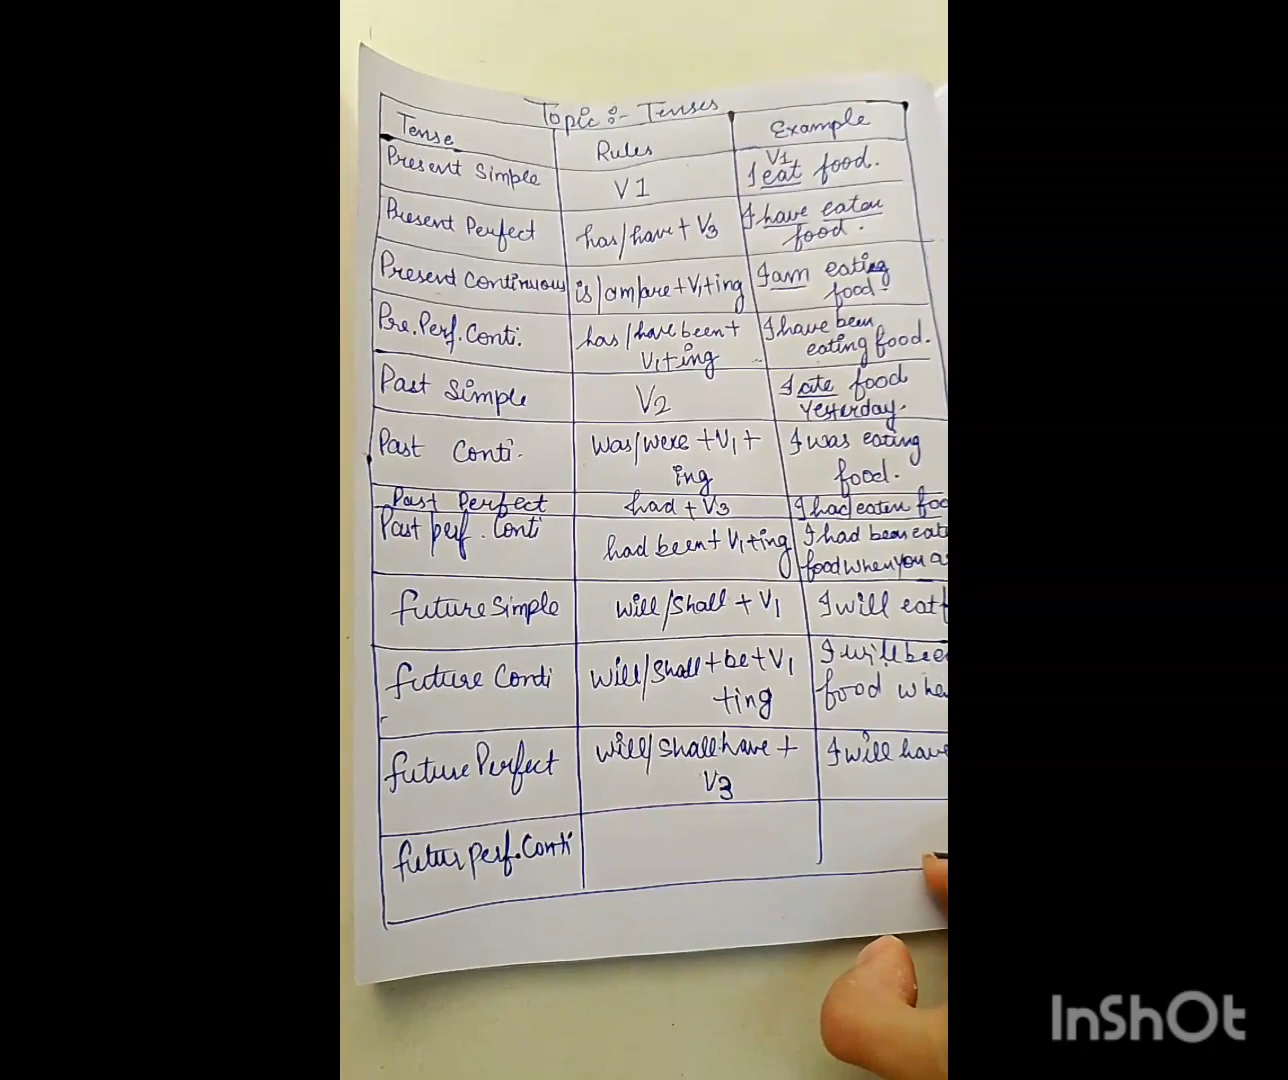 Topic :- Tenses
Tense Rules Example
Present Simple V1 V1
I eat food.
Present Perfect has/have + V3 I have eaten
food.
Present Continuous is/am/are+V1+ing I am eating
food.
Pre.Perf.Conti. has/have been+ I have been
V1+ing eating food.
Past Simple V2 I ate food
Yesterday.
Past Conti. was/were +V1+ I was eating
ing food.
Past Perfect had + V3 I had eaten foo
Past perf. Conti had been+V1+ing I had been eat
food when you a
future Simple will/shall + V1 I will eat f
future Conti will/shall+be+V1 I will bee
+ing food whe
future Perfect will/shall have + I will have
V3
futur perf.Conti
InShOt